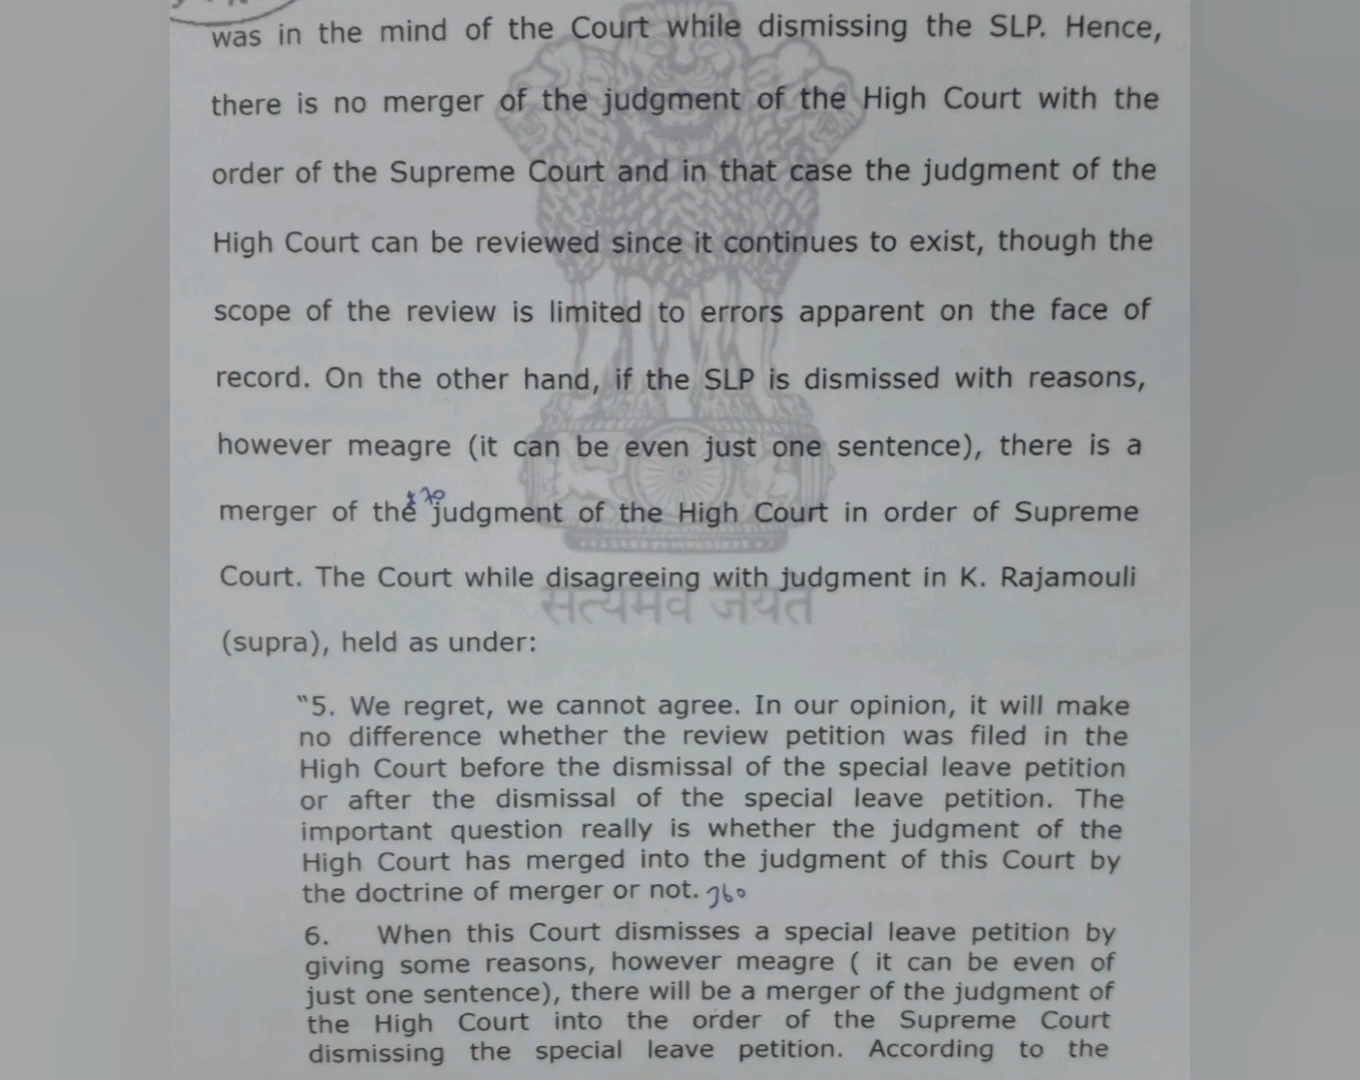 was in the mind of the Court while dismissing the SLP. Hence,
there is no merger of the judgment of the High Court with the
order of the Supreme Court and in that case the judgment of the
High Court can be reviewed since it continues to exist, though the
scope of the review is limited to errors apparent on the face of
record. On the other hand, if the SLP is dismissed with reasons,
however meagre (it can be even just one sentence), there is a
merger of the judgment of the High Court in order of Supreme
Court. The Court while disagreeing with judgment in K. Rajamouli
सत्यमेव जयते
(supra), held as under:
"5. We regret, we cannot agree. In our opinion, it will make
no difference whether the review petition was filed in the
High Court before the dismissal of the special leave petition
or after the dismissal of the special leave petition. The
important question really is whether the judgment of the
High Court has merged into the judgment of this Court by
the doctrine of merger or not. 360
6. When this Court dismisses a special leave petition by
giving some reasons, however meagre ( it can be even of
just one sentence), there will be a merger of the judgment of
the High Court into the order of the Supreme Court
dismissing the special leave petition. According to the